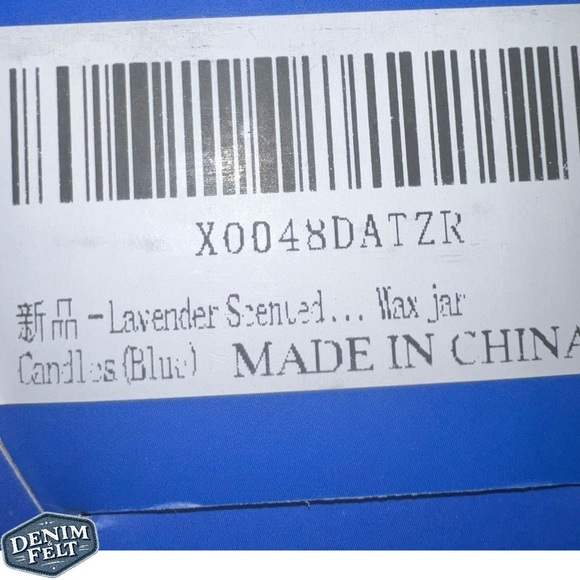 X0048DATZR
新品-Lavender Scented... Wax jar
Candles(Blue) MADE IN CHINA
DENIM
& FELT